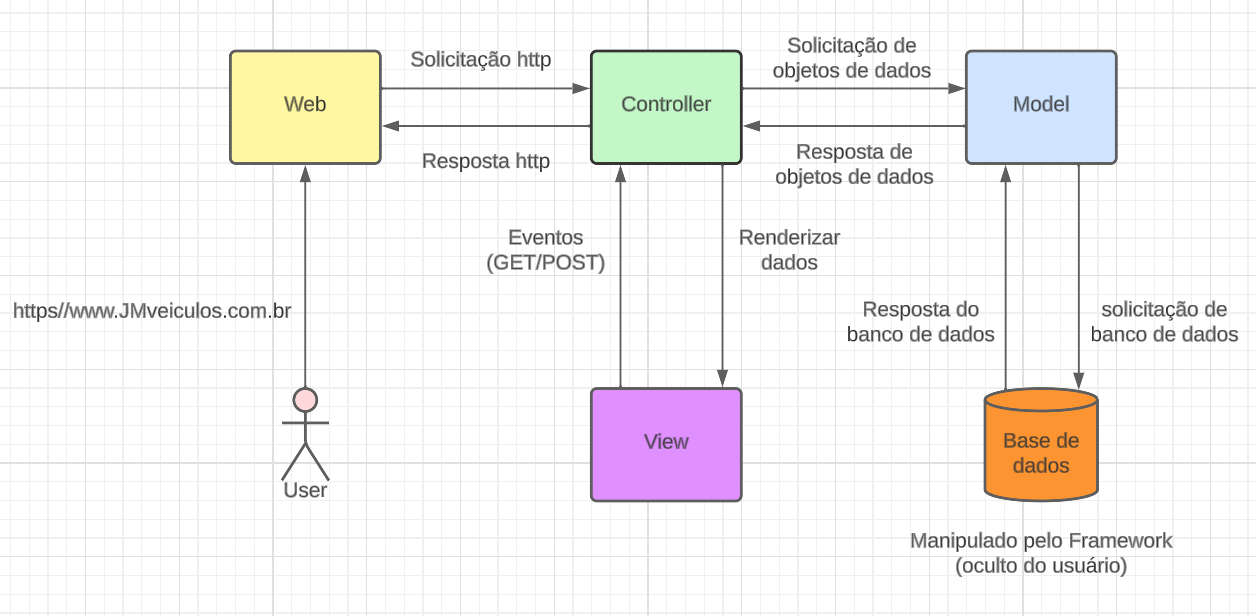 Solicitação http
Solicitação de
objetos de dados
Web
Controller
Model
Resposta http
Resposta de
objetos de dados
Eventos
(GET/POST)
Renderizar
dados
https//www.JMveiculos.com.br
Resposta do
banco de dados
solicitação de
banco de dados
User
View
Base de
dados
Manipulado pelo Framework
(oculto do usuário)